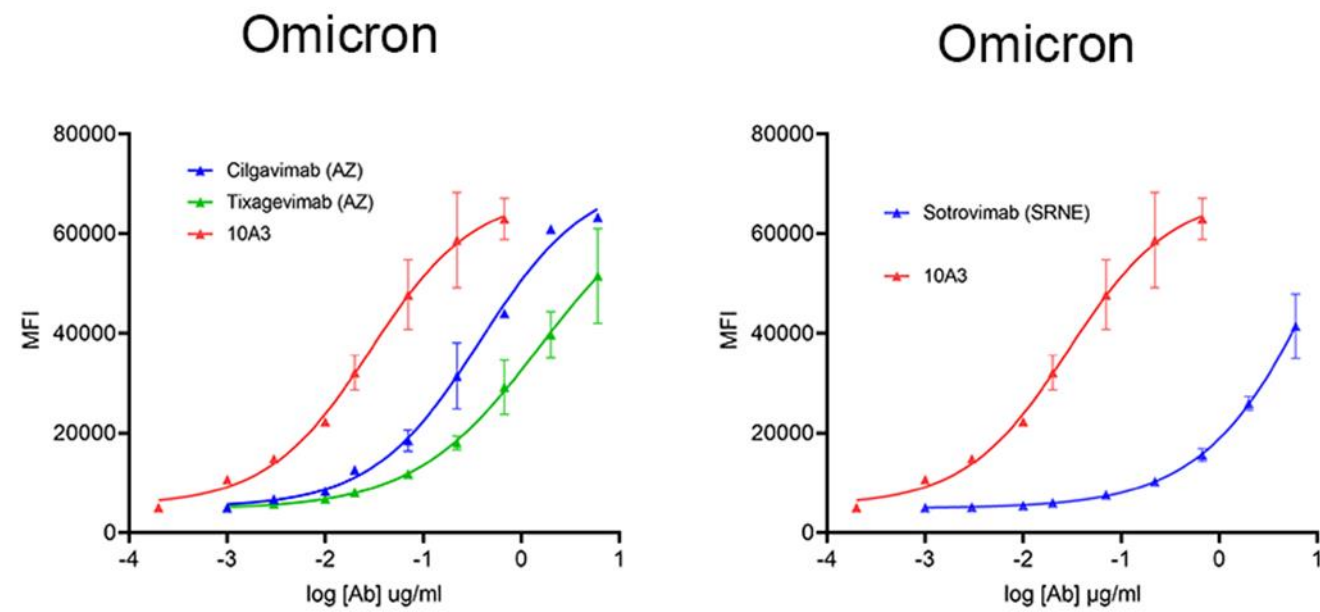 Omicron
80000
60000
40000
20000
0
MFI
Cilgavimab (AZ)
Tixagevimab (AZ)
10A3
-4 -3 -2 -1 0 1
log [Ab] ug/ml
Omicron
80000
60000
40000
20000
0
MFI
Sotrovimab (SRNE)
10A3
-4 -3 -2 -1 0 1
log [Ab] µg/ml